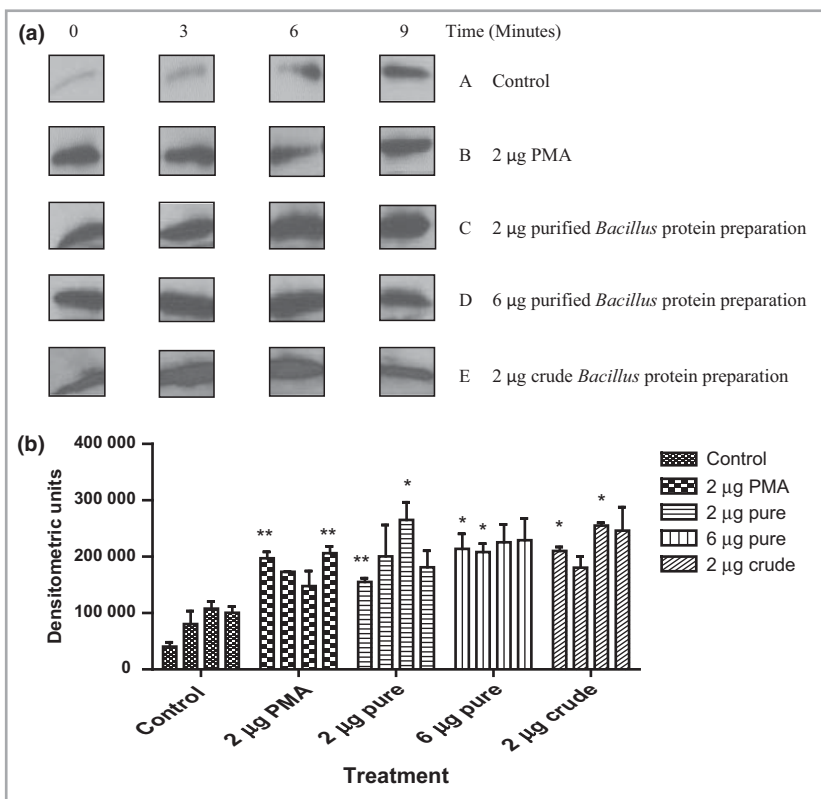 (a) 0 3 6 9 Time (Minutes)
A Control
B 2 µg PMA
C 2 µg purified Bacillus protein preparation
D 6 µg purified Bacillus protein preparation
E 2 µg crude Bacillus protein preparation
(b)
400 000
300 000
200 000
100 000
0
Densitometric units
** ** ** * * * * *
Control
2 µg PMA
2 µg pure
6 µg pure
2 µg crude
Control
2 µg PMA
2 µg pure
6 µg pure
2 µg crude
Treatment